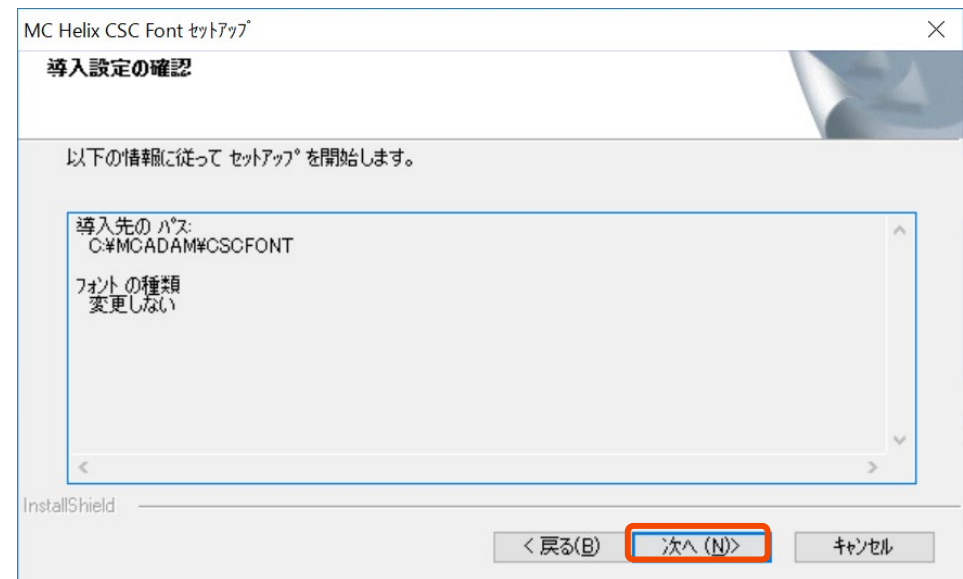 MC Helix CSC Font ｾｯﾄｱｯﾌﾟ
導入設定の確認
以下の情報に従って ｾｯﾄｱｯﾌﾟを開始します。
導入先の ﾊﾟｽ:
C:¥MCADAM¥CSCFONT
ﾌｫﾝﾄ の種類
変更しない
InstallShield
< 戻る(B)
次へ (N)>
ｷｬﾝｾﾙ